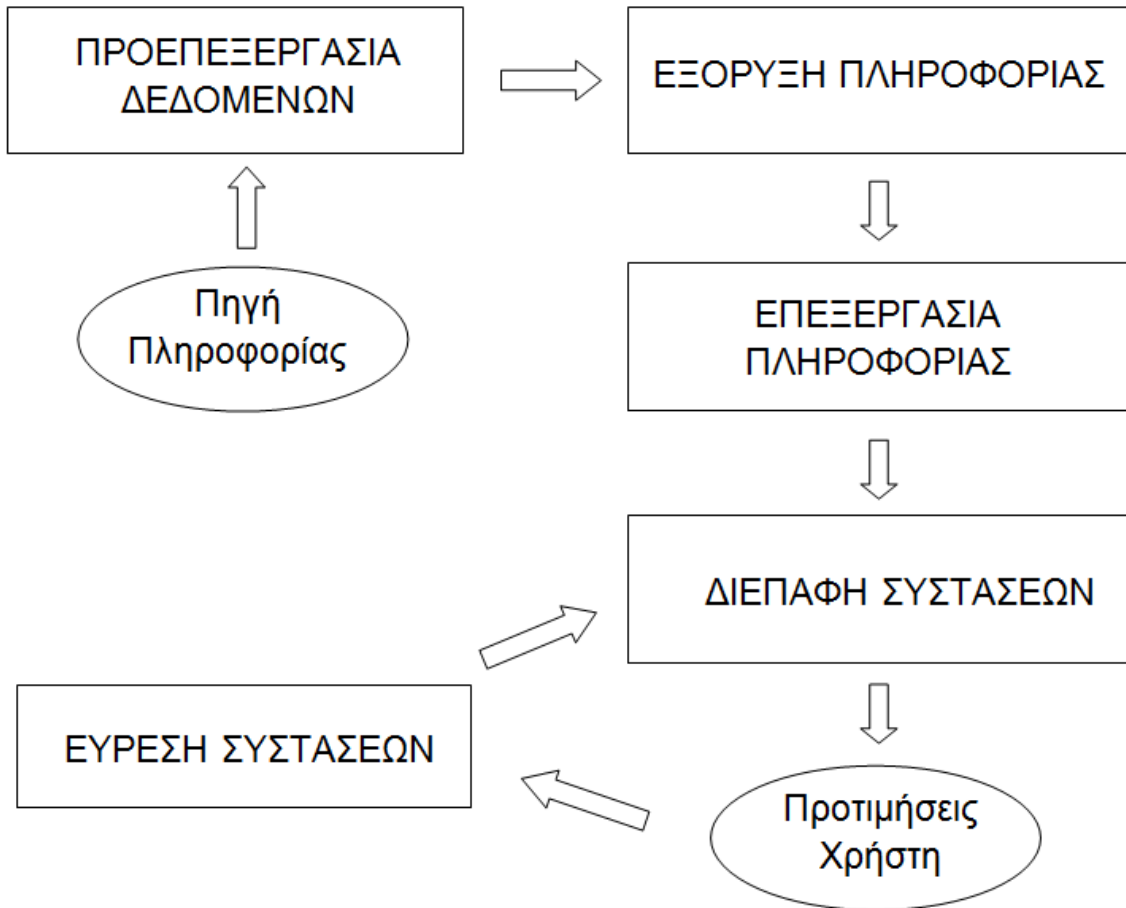 ΠΡΟΕΠΕΞΕΡΓΑΣΙΑ
ΔΕΔΟΜΕΝΩΝ
ΕΞΟΡΥΞΗ ΠΛΗΡΟΦΟΡΙΑΣ
Πηγή
Πληροφορίας
ΕΠΕΞΕΡΓΑΣΙΑ
ΠΛΗΡΟΦΟΡΙΑΣ
ΔΙΕΠΑΦΗ ΣΥΣΤΑΣΕΩΝ
ΕΥΡΕΣΗ ΣΥΣΤΑΣΕΩΝ
Προτιμήσεις
Χρήστη